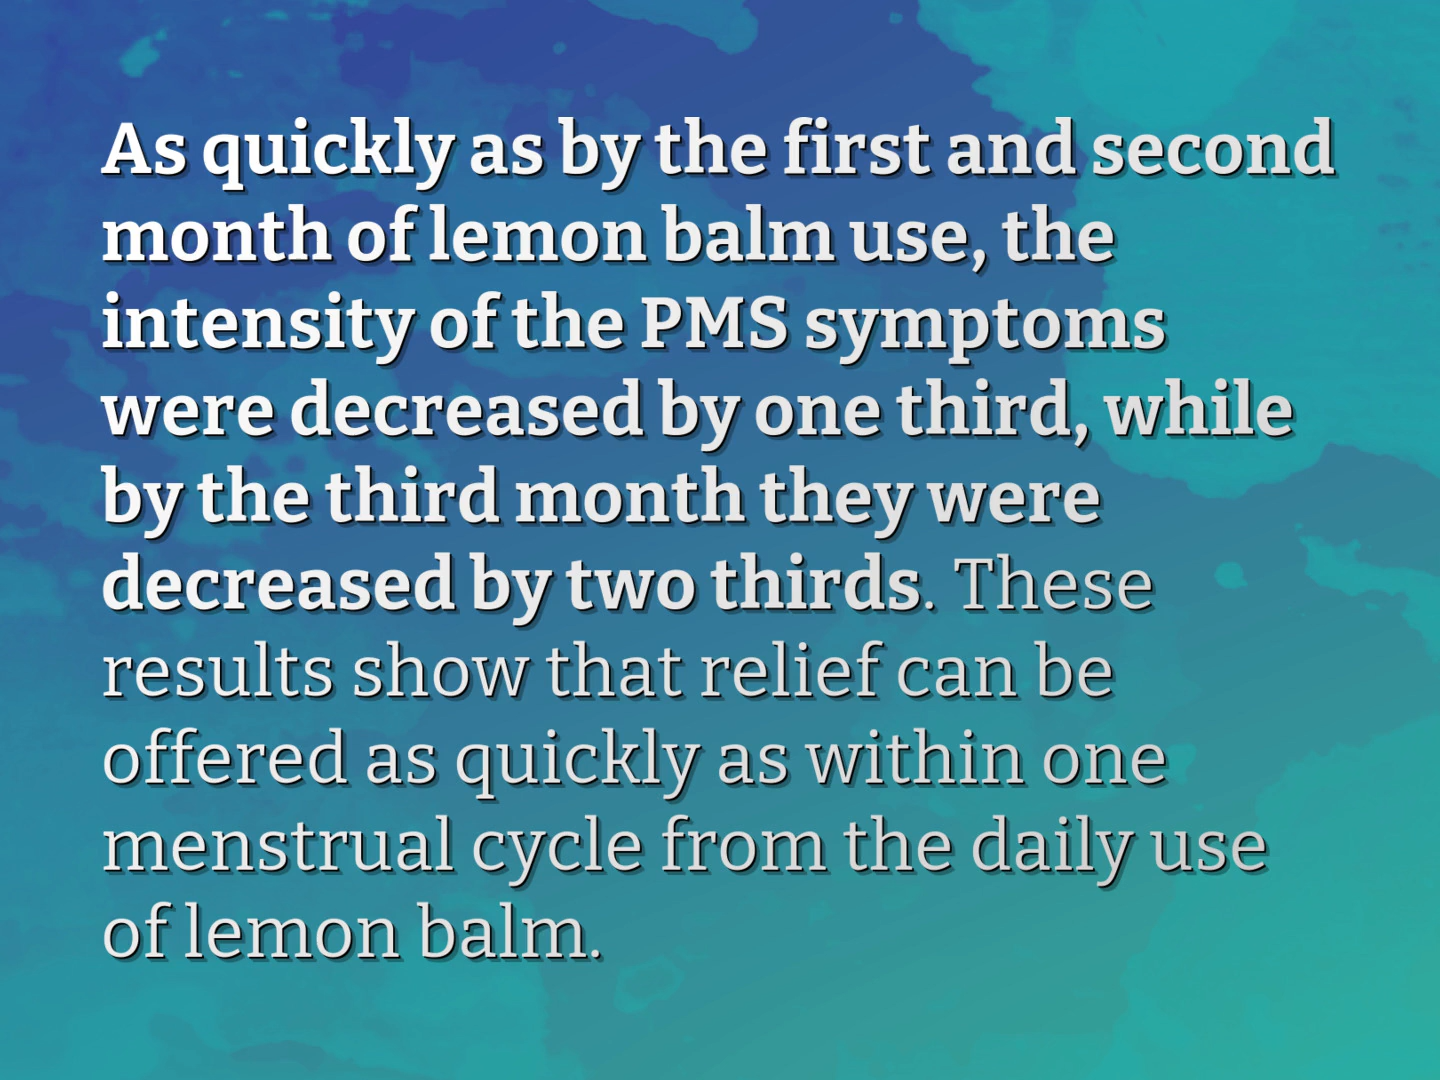 As quickly as by the first and second
month of lemon balm use, the
intensity of the PMS symptoms
were decreased by one third, while
by the third month they were
decreased by two thirds. These
results show that relief can be
offered as quickly as within one
menstrual cycle from the daily use
of lemon balm.